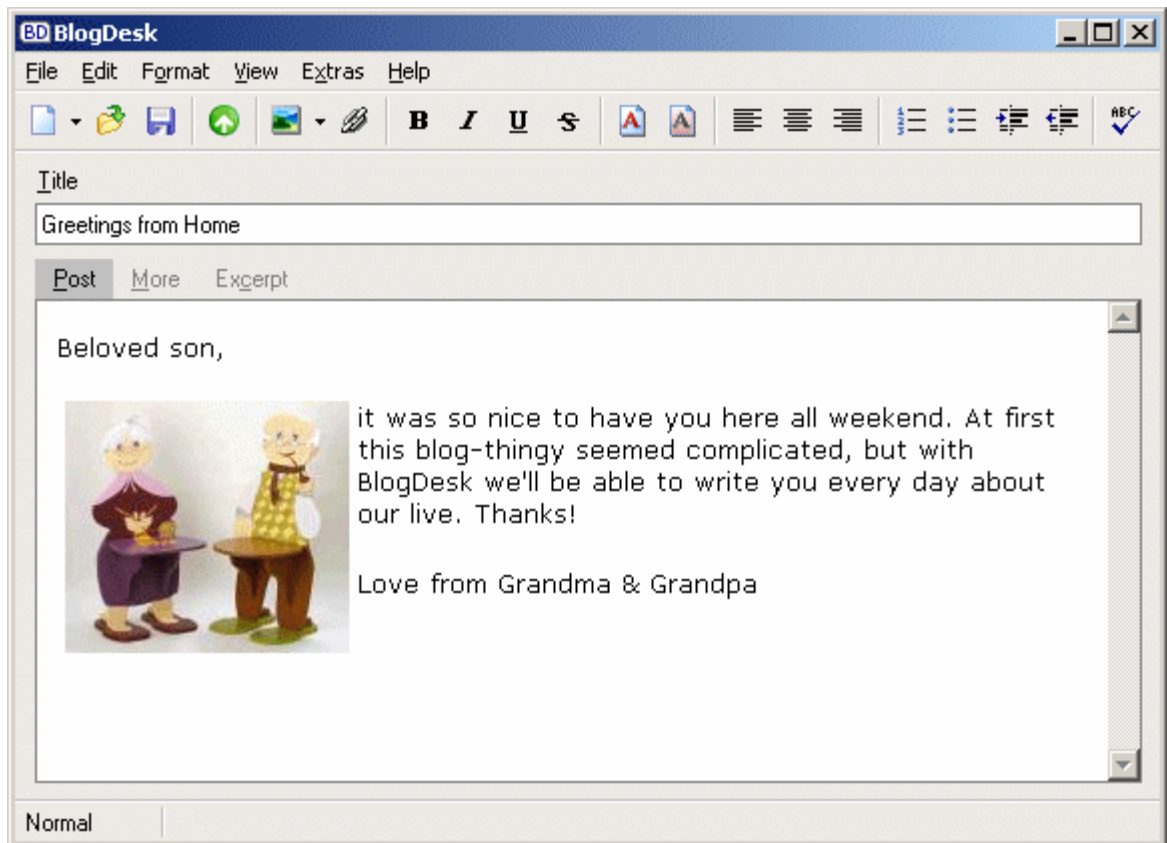 BD BlogDesk
File Edit Format View Extras Help
B I U S A A ABC
Title
Greetings from Home
Post More Excerpt
Beloved son,
it was so nice to have you here all weekend. At first
this blog-thingy seemed complicated, but with
BlogDesk we'll be able to write you every day about
our live. Thanks!
Love from Grandma & Grandpa
Normal